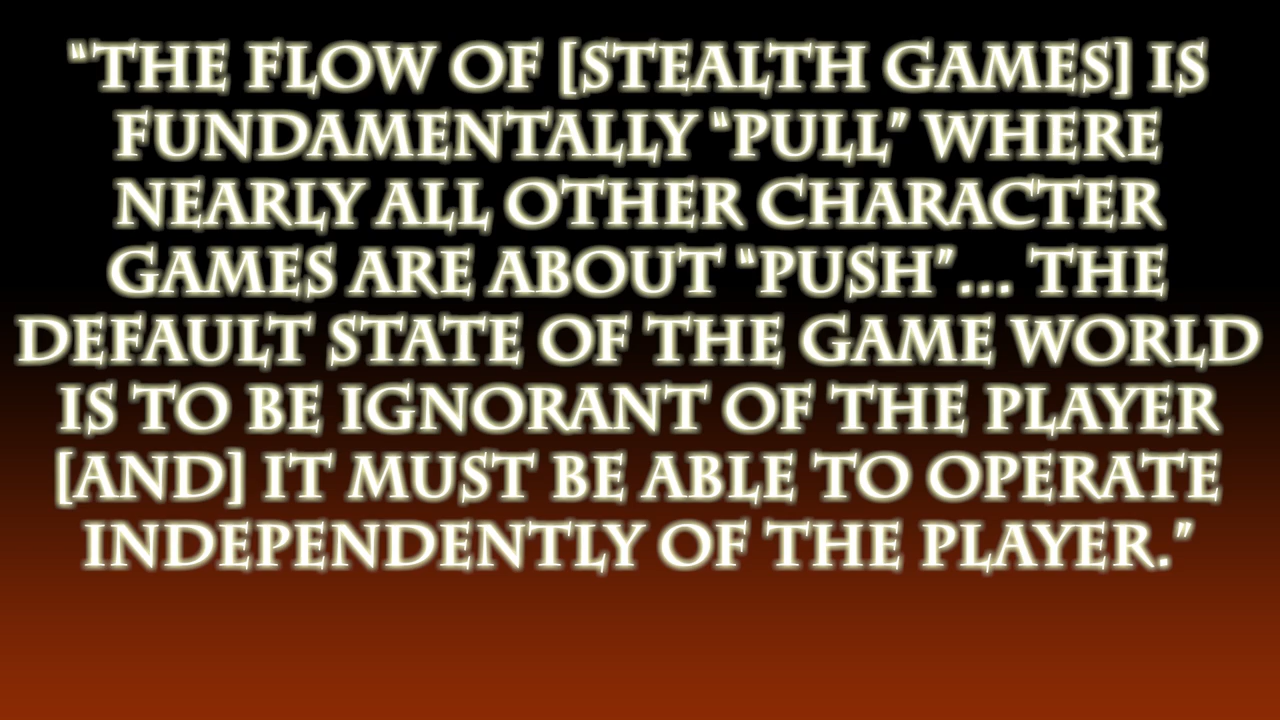 “THE FLOW OF [STEALTH GAMES] IS
FUNDAMENTALLY “PULL” WHERE
NEARLY ALL OTHER CHARACTER
GAMES ARE ABOUT “PUSH”... THE
DEFAULT STATE OF THE GAME WORLD
IS TO BE IGNORANT OF THE PLAYER
[AND] IT MUST BE ABLE TO OPERATE
INDEPENDENTLY OF THE PLAYER.”